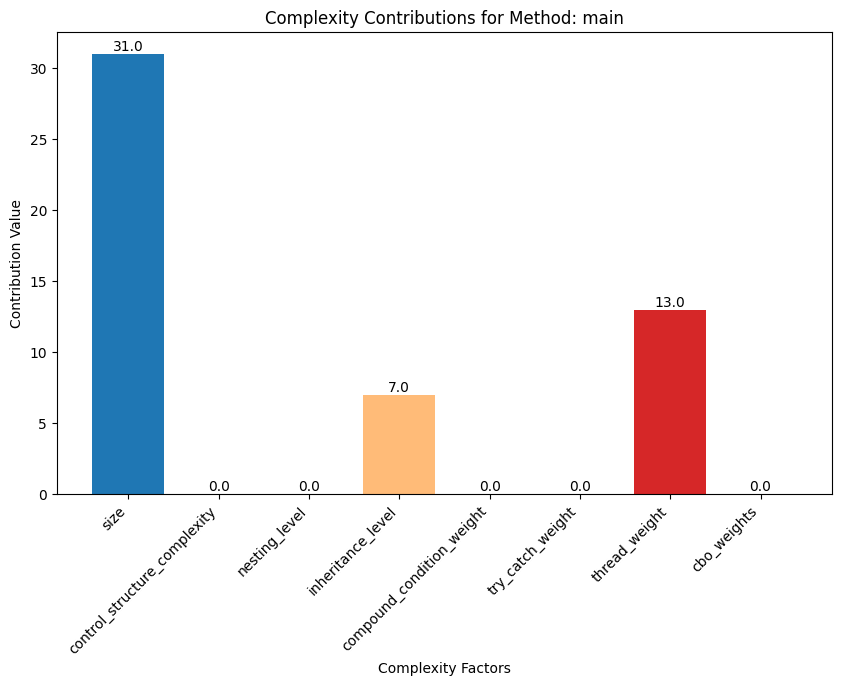 Complexity Contributions for Method: main
Contribution Value
30
25
20
15
10
5
0
31.0
0.0
0.0
7.0
0.0
0.0
13.0
0.0
size
control_structure_complexity
nesting_level
inheritance_level
compound_condition_weight
try_catch_weight
thread_weight
cbo_weights
Complexity Factors